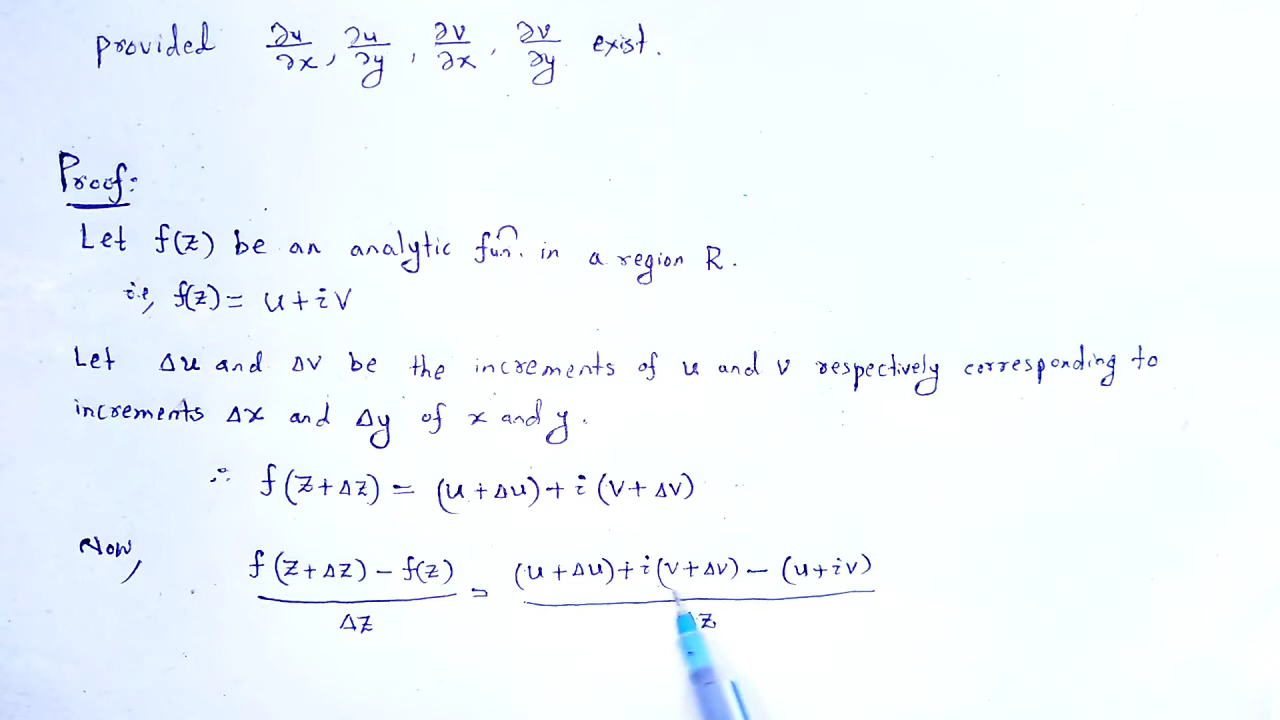 provided ∂u/∂x, ∂u/∂y, ∂v/∂x, ∂v/∂y exist.
Proof:
Let f(z) be an analytic fun. in a region R.
i.e, f(z) = u+iv
Let Δu and Δv be the increments of u and v respectively corresponding to
increments Δx and Δy of x and y.
∴ f(z+Δz) = (u+Δu)+i(v+Δv)
Now, (f(z+Δz) – f(z))/Δz = ((u+Δu)+i(v+Δv) – (u+iv))/Δz